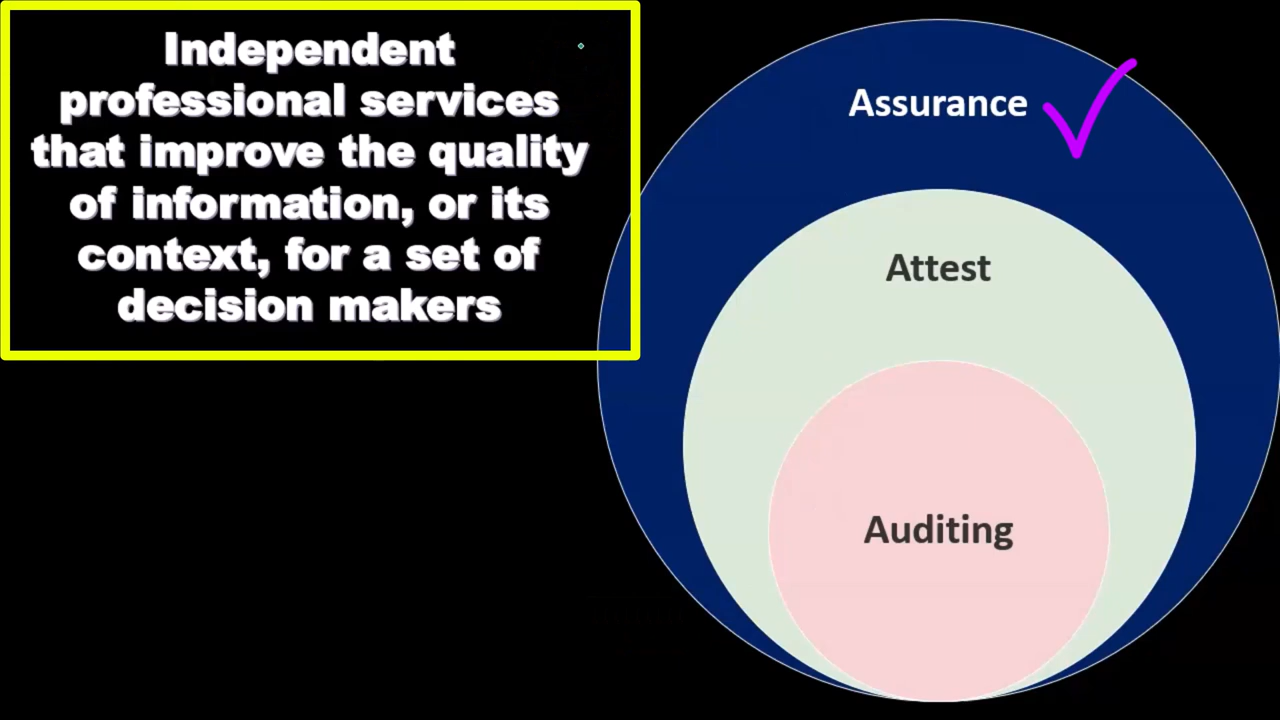 Independent
professional services
that improve the quality
of information, or its
context, for a set of
decision makers
Assurance
Attest
Auditing